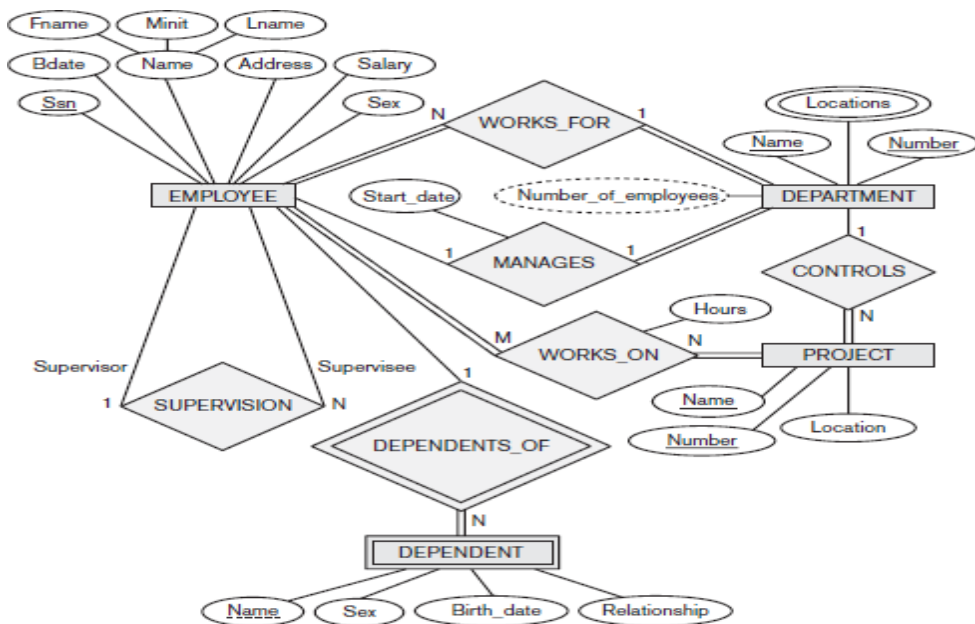 Fname Minit Lname
Bdate Name Address Salary
Ssn Sex
N WORKS_FOR 1
Locations
Name Number
EMPLOYEE Start_date Number_of_employees DEPARTMENT
1 MANAGES 1
1
CONTROLS
N
Hours
M WORKS_ON N PROJECT
Supervisor Supervisee
1 SUPERVISION N
1
Name
Number Location
DEPENDENTS_OF
N
DEPENDENT
Name Sex Birth_date Relationship